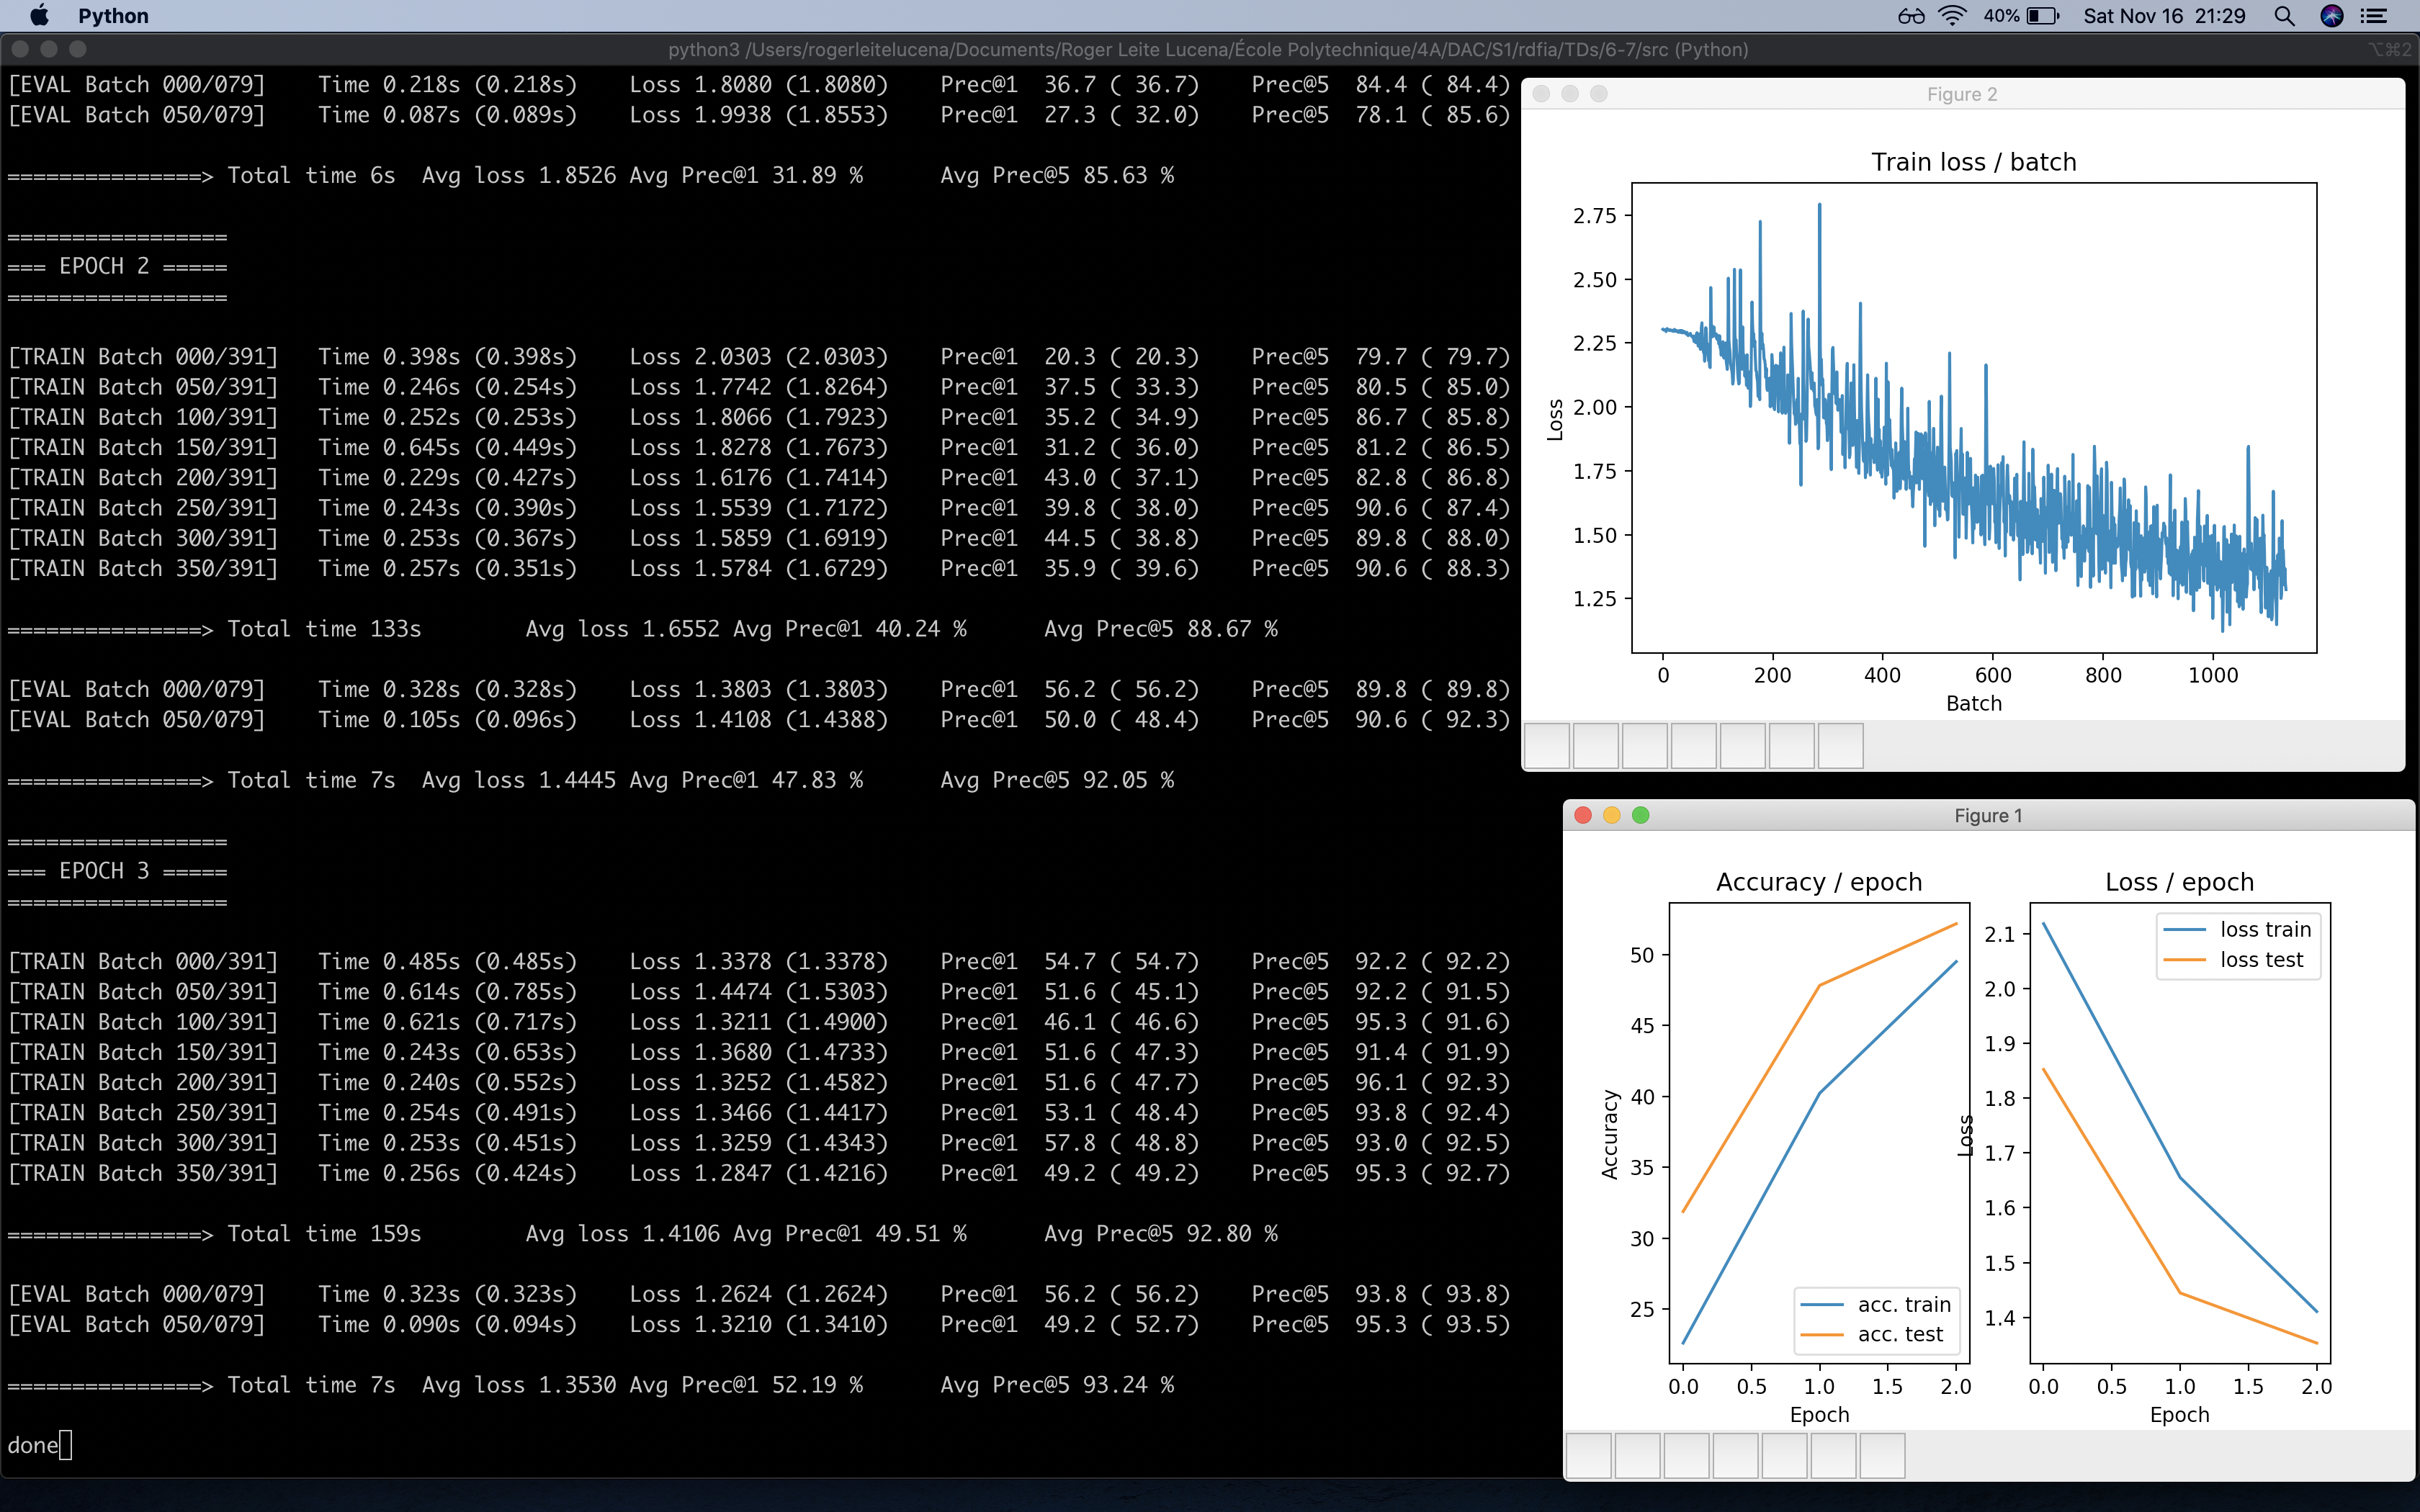 Python 40% Sat Nov 16 21:29
python3 /Users/rogerleitelucena/Documents/Roger Leite Lucena/École Polytechnique/4A/DAC/S1/rdfia/TDs/6-7/src (Python) ⌥⌘2
[EVAL Batch 000/079] Time 0.218s (0.218s) Loss 1.8080 (1.8080) Prec@1 36.7 ( 36.7) Prec@5 84.4 ( 84.4)
[EVAL Batch 050/079] Time 0.087s (0.089s) Loss 1.9938 (1.8553) Prec@1 27.3 ( 32.0) Prec@5 78.1 ( 85.6)
===============> Total time 6s Avg loss 1.8526 Avg Prec@1 31.89 % Avg Prec@5 85.63 %
=================
=== EPOCH 2 =====
=================
[TRAIN Batch 000/391] Time 0.398s (0.398s) Loss 2.0303 (2.0303) Prec@1 20.3 ( 20.3) Prec@5 79.7 ( 79.7)
[TRAIN Batch 050/391] Time 0.246s (0.254s) Loss 1.7742 (1.8264) Prec@1 37.5 ( 33.3) Prec@5 80.5 ( 85.0)
[TRAIN Batch 100/391] Time 0.252s (0.253s) Loss 1.8066 (1.7923) Prec@1 35.2 ( 34.9) Prec@5 86.7 ( 85.8)
[TRAIN Batch 150/391] Time 0.645s (0.449s) Loss 1.8278 (1.7673) Prec@1 31.2 ( 36.0) Prec@5 81.2 ( 86.5)
[TRAIN Batch 200/391] Time 0.229s (0.427s) Loss 1.6176 (1.7414) Prec@1 43.0 ( 37.1) Prec@5 82.8 ( 86.8)
[TRAIN Batch 250/391] Time 0.243s (0.390s) Loss 1.5539 (1.7172) Prec@1 39.8 ( 38.0) Prec@5 90.6 ( 87.4)
[TRAIN Batch 300/391] Time 0.253s (0.367s) Loss 1.5859 (1.6919) Prec@1 44.5 ( 38.8) Prec@5 89.8 ( 88.0)
[TRAIN Batch 350/391] Time 0.257s (0.351s) Loss 1.5784 (1.6729) Prec@1 35.9 ( 39.6) Prec@5 90.6 ( 88.3)
===============> Total time 133s Avg loss 1.6552 Avg Prec@1 40.24 % Avg Prec@5 88.67 %
[EVAL Batch 000/079] Time 0.328s (0.328s) Loss 1.3803 (1.3803) Prec@1 56.2 ( 56.2) Prec@5 89.8 ( 89.8)
[EVAL Batch 050/079] Time 0.105s (0.096s) Loss 1.4108 (1.4388) Prec@1 50.0 ( 48.4) Prec@5 90.6 ( 92.3)
===============> Total time 7s Avg loss 1.4445 Avg Prec@1 47.83 % Avg Prec@5 92.05 %
=================
=== EPOCH 3 =====
=================
[TRAIN Batch 000/391] Time 0.485s (0.485s) Loss 1.3378 (1.3378) Prec@1 54.7 ( 54.7) Prec@5 92.2 ( 92.2)
[TRAIN Batch 050/391] Time 0.614s (0.785s) Loss 1.4474 (1.5303) Prec@1 51.6 ( 45.1) Prec@5 92.2 ( 91.5)
[TRAIN Batch 100/391] Time 0.621s (0.717s) Loss 1.3211 (1.4900) Prec@1 46.1 ( 46.6) Prec@5 95.3 ( 91.6)
[TRAIN Batch 150/391] Time 0.243s (0.653s) Loss 1.3680 (1.4733) Prec@1 51.6 ( 47.3) Prec@5 91.4 ( 91.9)
[TRAIN Batch 200/391] Time 0.240s (0.552s) Loss 1.3252 (1.4582) Prec@1 51.6 ( 47.7) Prec@5 96.1 ( 92.3)
[TRAIN Batch 250/391] Time 0.254s (0.491s) Loss 1.3466 (1.4417) Prec@1 53.1 ( 48.4) Prec@5 93.8 ( 92.4)
[TRAIN Batch 300/391] Time 0.253s (0.451s) Loss 1.3259 (1.4343) Prec@1 57.8 ( 48.8) Prec@5 93.0 ( 92.5)
[TRAIN Batch 350/391] Time 0.256s (0.424s) Loss 1.2847 (1.4216) Prec@1 49.2 ( 49.2) Prec@5 95.3 ( 92.7)
===============> Total time 159s Avg loss 1.4106 Avg Prec@1 49.51 % Avg Prec@5 92.80 %
[EVAL Batch 000/079] Time 0.323s (0.323s) Loss 1.2624 (1.2624) Prec@1 56.2 ( 56.2) Prec@5 93.8 ( 93.8)
[EVAL Batch 050/079] Time 0.090s (0.094s) Loss 1.3210 (1.3410) Prec@1 49.2 ( 52.7) Prec@5 95.3 ( 93.5)
===============> Total time 7s Avg loss 1.3530 Avg Prec@1 52.19 % Avg Prec@5 93.24 %
done
Figure 2
Train loss / batch
2.75
2.50
2.25
2.00
1.75
1.50
1.25
Loss
0 200 400 600 800 1000
Batch
Figure 1
Accuracy / epoch
50
45
40
35
30
25
Accuracy
acc. train
acc. test
0.0 0.5 1.0 1.5 2.0
Epoch
Loss / epoch
2.1
2.0
1.9
1.8
1.7
1.6
1.5
1.4
Loss
loss train
loss test
0.0 0.5 1.0 1.5 2.0
Epoch